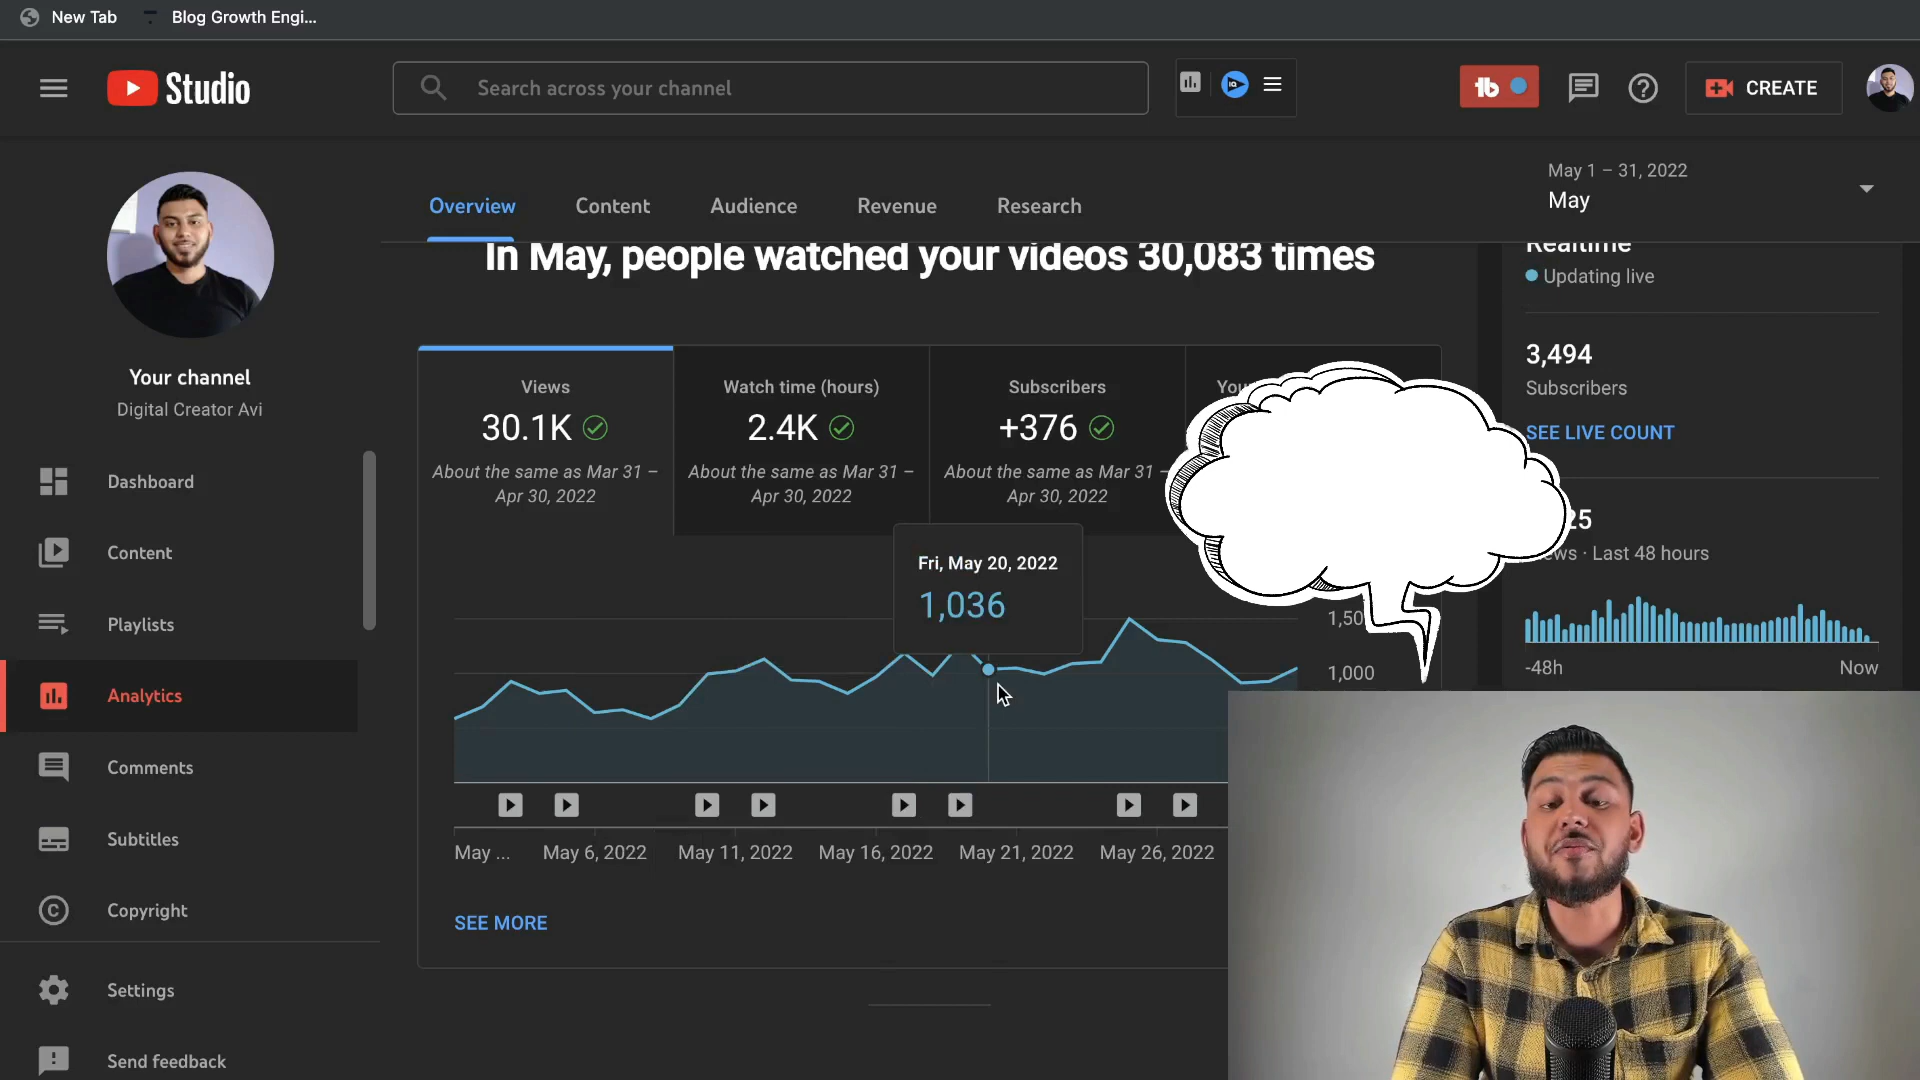 New Tab
Blog Growth Engi...
Studio
Search across your channel
CREATE
May 1 – 31, 2022
May
Overview
Content
Audience
Revenue
Research
In May, people watched your videos 30,083 times
Realtime
Updating live
3,494
Subscribers
SEE LIVE COUNT
Last 48 hours
-48h
Now
Your channel
Digital Creator Avi
Dashboard
Content
Playlists
Analytics
Comments
Subtitles
Copyright
Settings
Send feedback
Views
30.1K
About the same as Mar 31 –
Apr 30, 2022
Watch time (hours)
2.4K
About the same as Mar 31 –
Apr 30, 2022
Subscribers
+376
About the same as Mar 31 –
Apr 30, 2022
Fri, May 20, 2022
1,036
1,000
May ...
May 6, 2022
May 11, 2022
May 16, 2022
May 21, 2022
May 26, 2022
SEE MORE